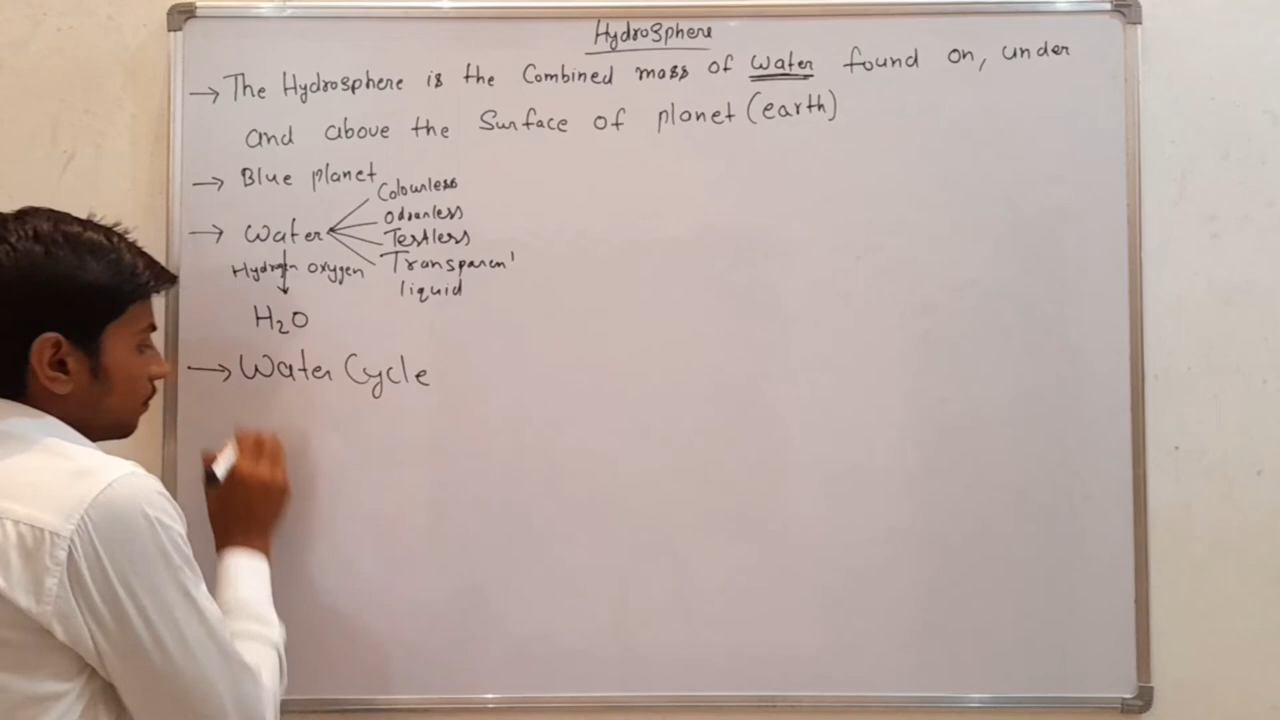 Hydrosphere
→ The Hydrosphere is the Combined mass of water found on, under
and above the Surface of planet (earth)
→ Blue planet
Colourless
→ Water
Odourless
Testless
Hydrogen oxygen
Transparent
liquid
H₂O
→ Water Cycle